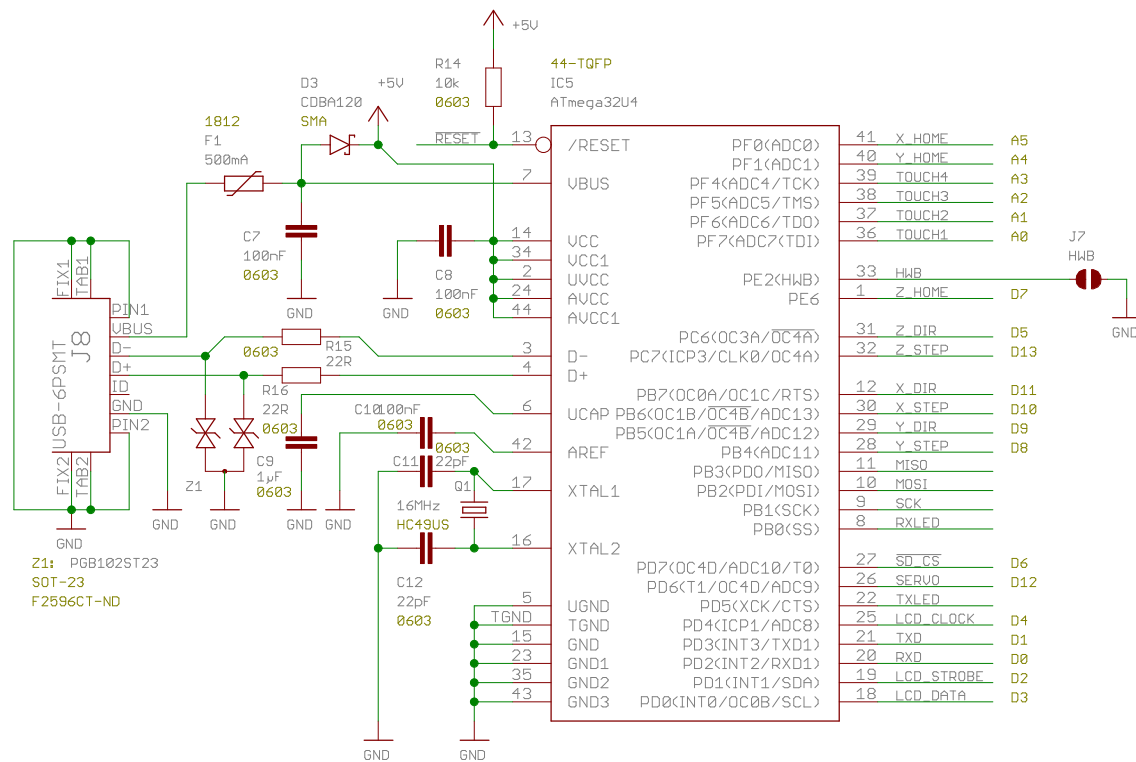 +5V
R14
10k
0603
44-TQFP
IC5
ATmega32U4
D3
CDBA120
SMA
+5V
1812
F1
500mA
RESET
13
/RESET
7
VBUS
14
VCC
34
VCC1
2
UVCC
24
AVCC
44
AVCC1
3
D-
4
D+
6
UCAP
42
AREF
17
XTAL1
16
XTAL2
5
UGND
TGND
TGND
15
GND
23
GND1
35
GND2
43
GND3
PF0(ADC0)
41
X_HOME
A5
PF1(ADC1)
40
Y_HOME
A4
PF4(ADC4/TCK)
39
TOUCH4
A3
PF5(ADC5/TMS)
38
TOUCH3
A2
PF6(ADC6/TDO)
37
TOUCH2
A1
PF7(ADC7(TDI)
36
TOUCH1
A0
PE2(HWB)
33
HWB
J7
HWB
GND
PE6
1
Z_HOME
D7
PC6(OC3A/OC4A)
31
Z_DIR
D5
PC7(ICP3/CLK0/OC4A)
32
Z_STEP
D13
PB7(OC0A/OC1C/RTS)
12
X_DIR
D11
PB6(OC1B/OC4B/ADC13)
30
X_STEP
D10
PB5(OC1A/OC4B/ADC12)
29
Y_DIR
D9
PB4(ADC11)
28
Y_STEP
D8
PB3(PDO/MISO)
11
MISO
PB2(PDI/MOSI)
10
MOSI
PB1(SCK)
9
SCK
PB0(SS)
8
RXLED
PD7(OC4D/ADC10/T0)
27
SD_CS
D6
PD6(T1/OC4D/ADC9)
26
SERVO
D12
PD5(XCK/CTS)
22
TXLED
PD4(ICP1/ADC8)
25
LCD_CLOCK
D4
PD3(INT3/TXD1)
21
TXD
D1
PD2(INT2/RXD1)
20
RXD
D0
PD1(INT1/SDA)
19
LCD_STROBE
D2
PD0(INT0/OC0B/SCL)
18
LCD_DATA
D3
C7
100nF
0603
GND
C8
100nF
0603
GND
FIX1
TAB1
J8
USB-6PSMT
PIN1
VBUS
D-
D+
ID
GND
PIN2
FIX2
TAB2
GND
GND
0603
R15
22R
R16
22R
0603
Z1
GND
C9
1µF
0603
GND
C10
100nF
0603
GND
0603
C11
22pF
Q1
16MHz
HC49US
C12
22pF
0603
GND
GND
Z1: PGB102ST23
SOT-23
F2596CT-ND